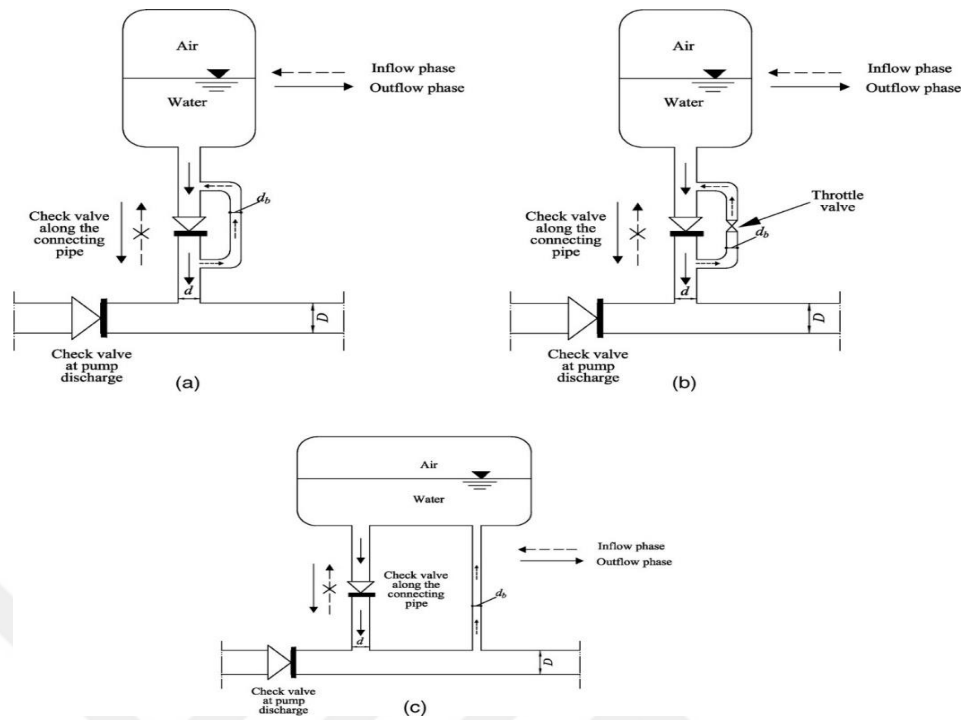 Air
Water
Inflow phase
Outflow phase
Check valve
along the
connecting
pipe
d_b
d
D
Check valve
at pump
discharge
(a)
Air
Water
Inflow phase
Outflow phase
Throttle
valve
Check valve
along the
connecting
pipe
d_b
d
D
Check valve
at pump
discharge
(b)
Air
Water
Inflow phase
Outflow phase
Check valve
along the
connecting
pipe
d_b
d
D
Check valve
at pump
discharge
(c)